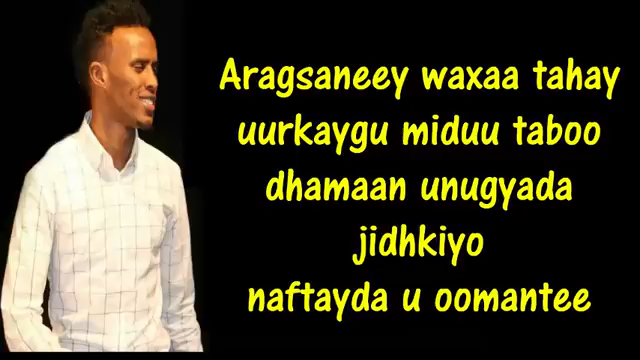 Aragsaneey waxaa tahay
uurkaygu miduu taboo
dhamaan unugyada
jidhkiyo
naftayda u oomantee